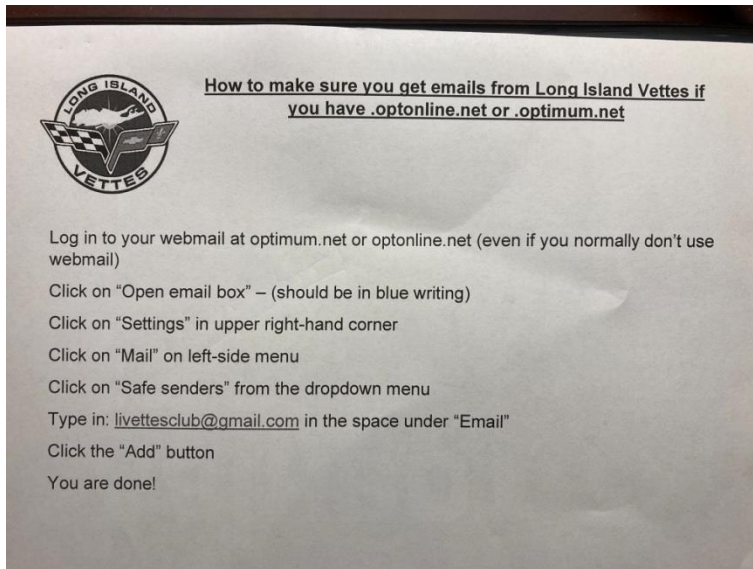 LONG ISLAND
VETTES
How to make sure you get emails from Long Island Vettes if
you have .optonline.net or .optimum.net
Log in to your webmail at optimum.net or optonline.net (even if you normally don't use
webmail)
Click on "Open email box" – (should be in blue writing)
Click on "Settings" in upper right-hand corner
Click on "Mail" on left-side menu
Click on "Safe senders" from the dropdown menu
Type in: livettesclub@gmail.com in the space under "Email"
Click the "Add" button
You are done!